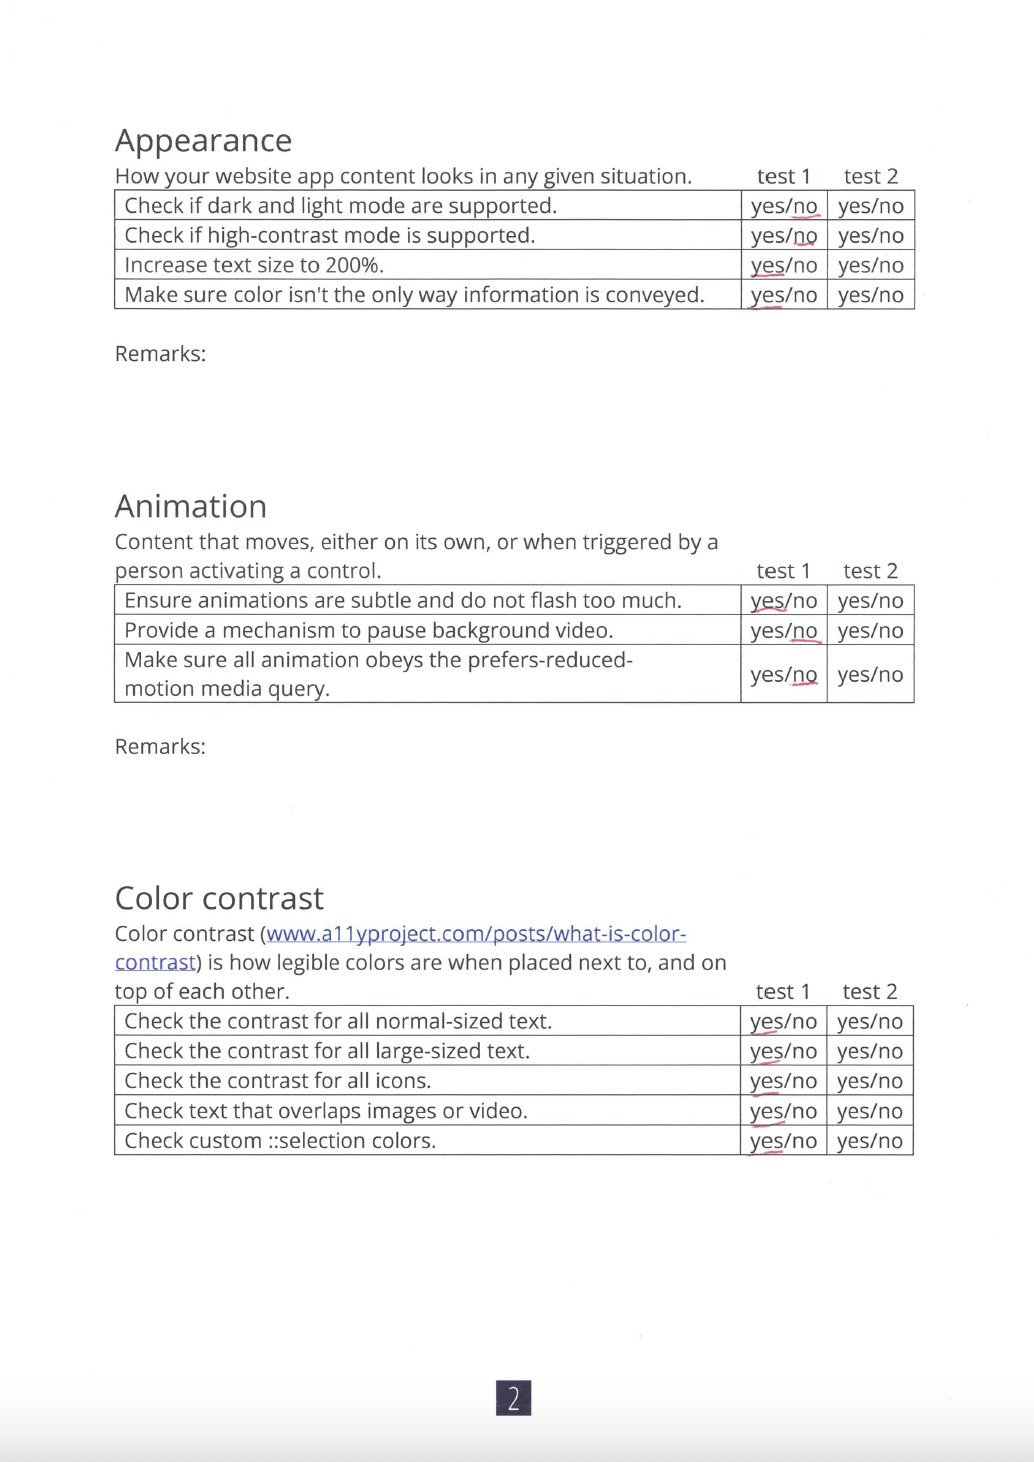 Appearance
How your website app content looks in any given situation. test 1 test 2
Check if dark and light mode are supported. yes/no yes/no
Check if high-contrast mode is supported. yes/no yes/no
Increase text size to 200%. yes/no yes/no
Make sure color isn't the only way information is conveyed. yes/no yes/no
Remarks:
Animation
Content that moves, either on its own, or when triggered by a
person activating a control. test 1 test 2
Ensure animations are subtle and do not flash too much. yes/no yes/no
Provide a mechanism to pause background video. yes/no yes/no
Make sure all animation obeys the prefers-reduced-
motion media query. yes/no yes/no
Remarks:
Color contrast
Color contrast (www.a11yproject.com/posts/what-is-color-
contrast) is how legible colors are when placed next to, and on
top of each other. test 1 test 2
Check the contrast for all normal-sized text. yes/no yes/no
Check the contrast for all large-sized text. yes/no yes/no
Check the contrast for all icons. yes/no yes/no
Check text that overlaps images or video. yes/no yes/no
Check custom ::selection colors. yes/no yes/no
2